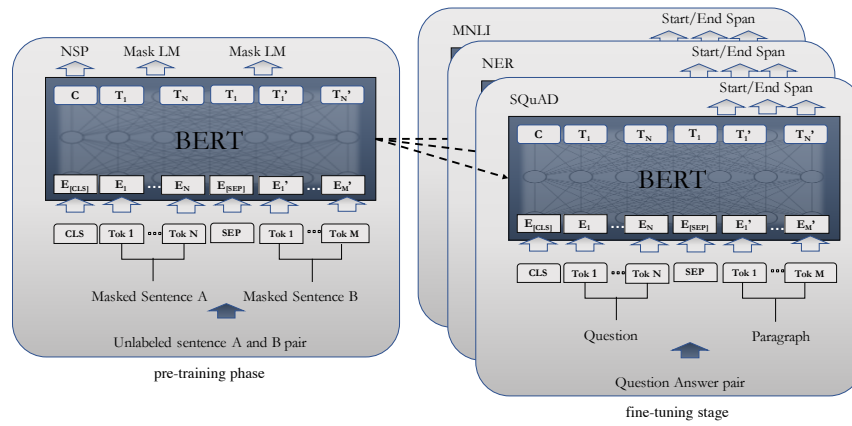 NSP Mask LM Mask LM
C T1 TN T1 T1' TN'
BERT
E[CLS] E1 ... EN E[SEP] E1' ... EM'
CLS Tok 1 °°° Tok N SEP Tok 1 °°° Tok M
Masked Sentence A Masked Sentence B
Unlabeled sentence A and B pair
pre-training phase
MNLI Start/End Span
NER Start/End Span
SQuAD Start/End Span
C T1 TN T1 T1' TN'
BERT
E[CLS] E1 ... EN E[SEP] E1' ... EM'
CLS Tok 1 °°° Tok N SEP Tok 1 °°° Tok M
Question Paragraph
Question Answer pair
fine-tuning stage